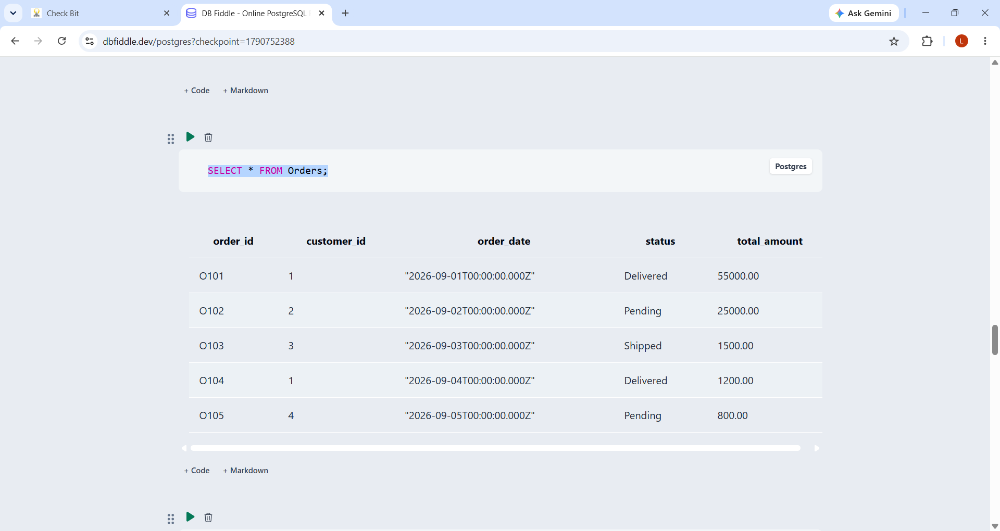 Check Bit
DB Fiddle - Online PostgreSQL
Ask Gemini
dbfiddle.dev/postgres?checkpoint=1790752388
L
+ Code + Markdown
SELECT * FROM Orders;
Postgres
order_id customer_id order_date status total_amount
O101 1 "2026-09-01T00:00:00.000Z" Delivered 55000.00
O102 2 "2026-09-02T00:00:00.000Z" Pending 25000.00
O103 3 "2026-09-03T00:00:00.000Z" Shipped 1500.00
O104 1 "2026-09-04T00:00:00.000Z" Delivered 1200.00
O105 4 "2026-09-05T00:00:00.000Z" Pending 800.00
+ Code + Markdown